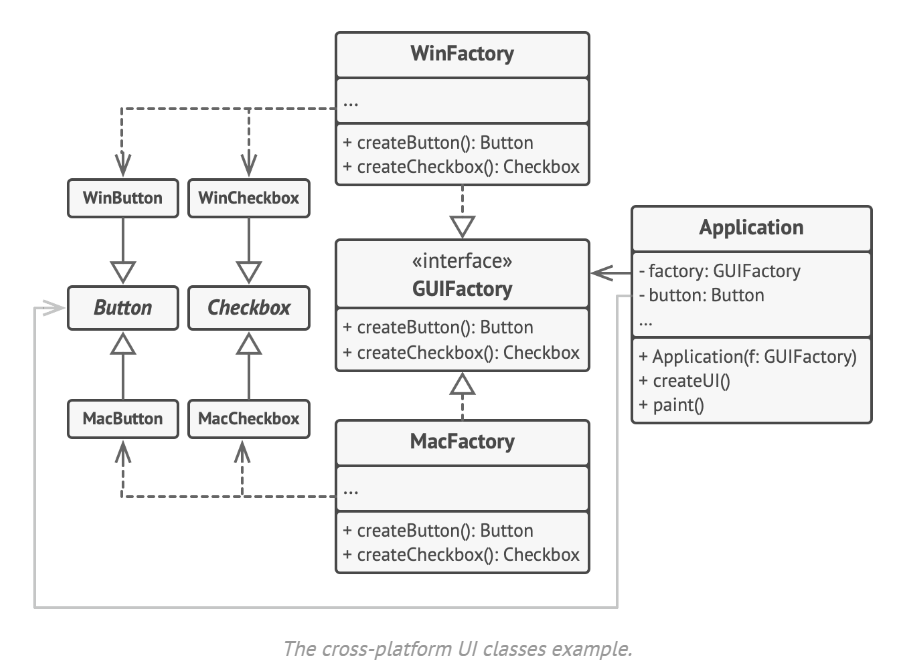 WinFactory
...
+ createButton(): Button
+ createCheckbox(): Checkbox
WinButton
WinCheckbox
«interface»
GUIFactory
+ createButton(): Button
+ createCheckbox(): Checkbox
Application
- factory: GUIFactory
- button: Button
...
+ Application(f: GUIFactory)
+ createUI()
+ paint()
Button
Checkbox
MacButton
MacCheckbox
MacFactory
...
+ createButton(): Button
+ createCheckbox(): Checkbox
The cross-platform UI classes example.